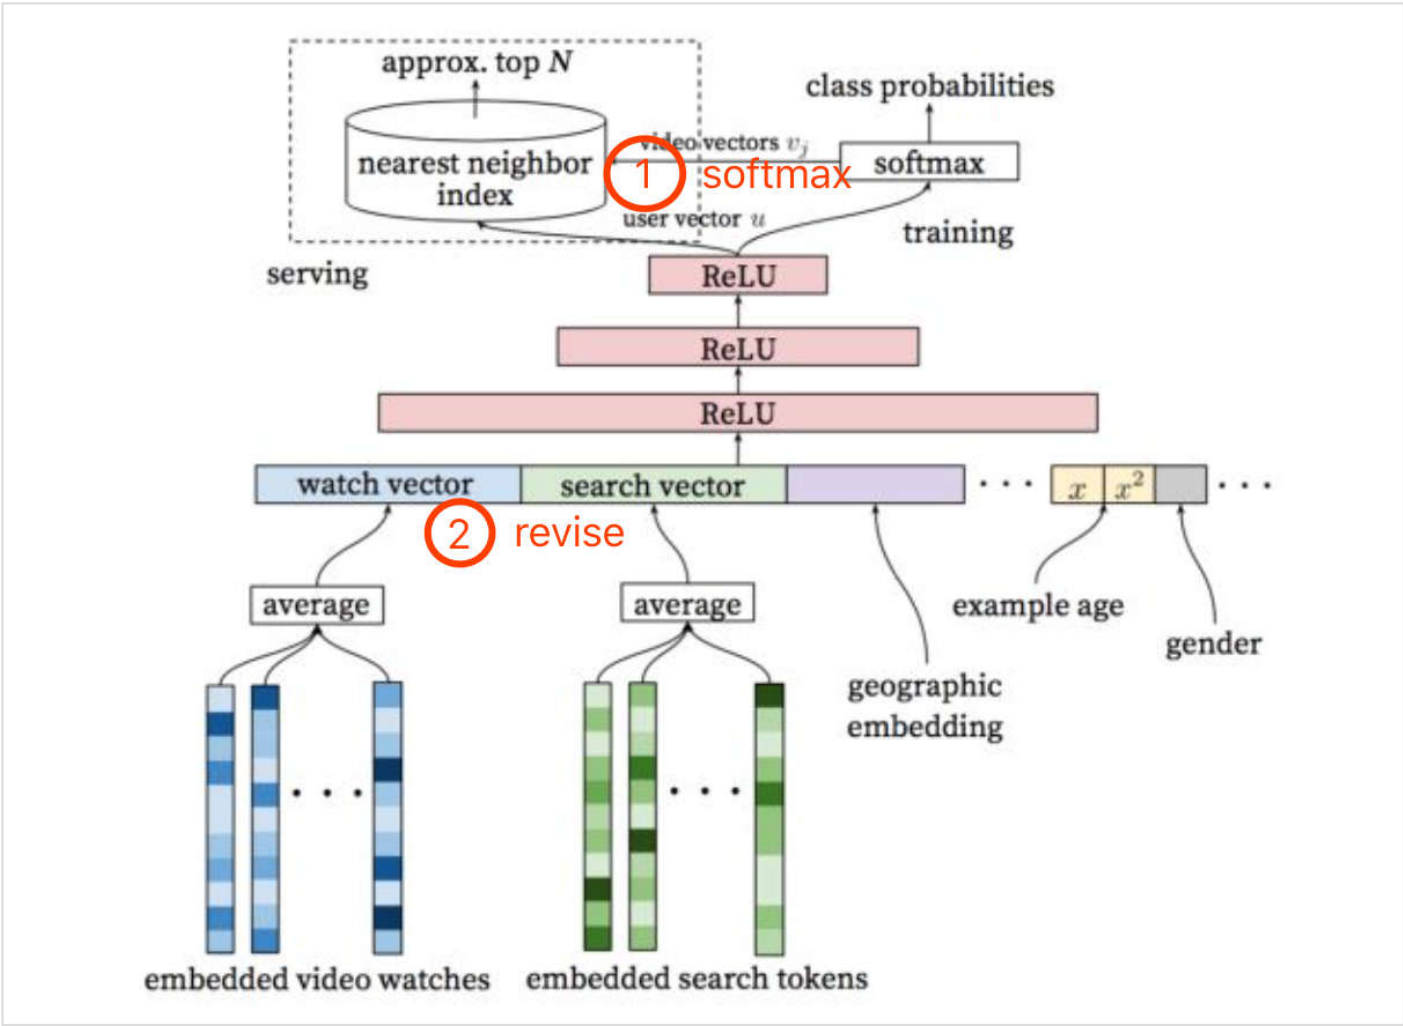 approx. top N
class probabilities
video vectors vj
nearest neighbor
index
1 softmax
softmax
user vector u
training
serving
ReLU
ReLU
ReLU
watch vector
search vector
x
x²
2 revise
average
average
example age
gender
geographic
embedding
embedded video watches
embedded search tokens